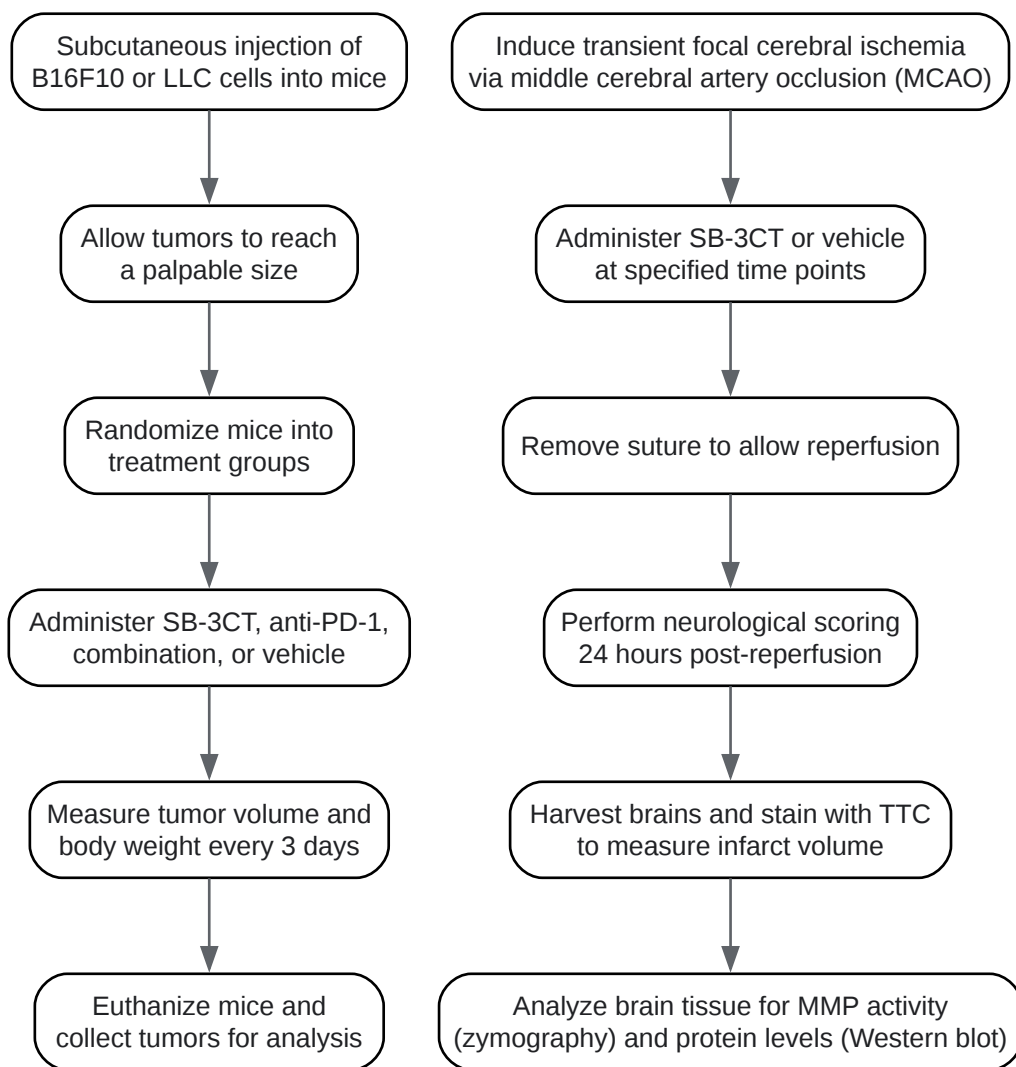 Subcutaneous injection of
B16F10 or LLC cells into mice
Allow tumors to reach
a palpable size
Randomize mice into
treatment groups
Administer SB-3CT, anti-PD-1,
combination, or vehicle
Measure tumor volume and
body weight every 3 days
Euthanize mice and
collect tumors for analysis
Induce transient focal cerebral ischemia
via middle cerebral artery occlusion (MCAO)
Administer SB-3CT or vehicle
at specified time points
Remove suture to allow reperfusion
Perform neurological scoring
24 hours post-reperfusion
Harvest brains and stain with TTC
to measure infarct volume
Analyze brain tissue for MMP activity
(zymography) and protein levels (Western blot)